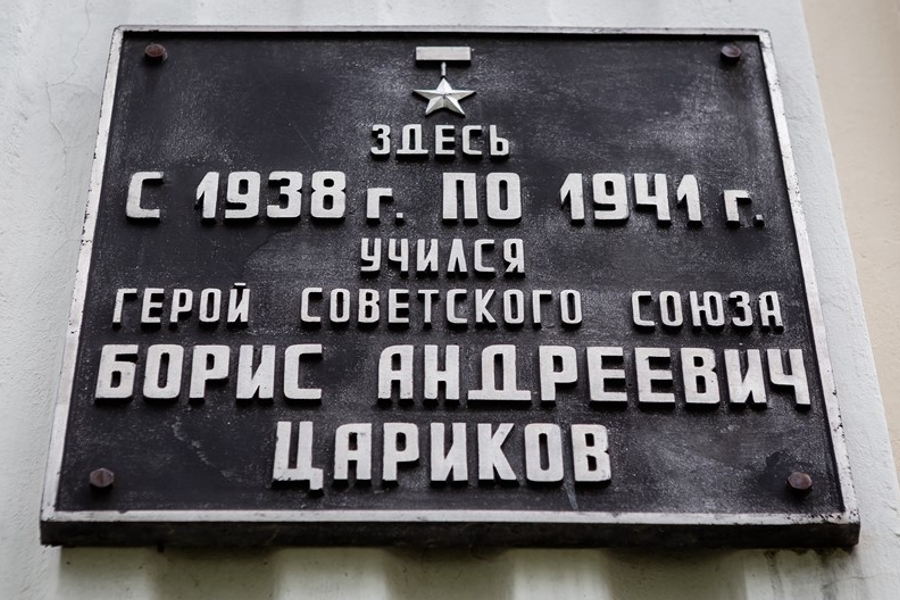 ЗДЕСЬ
С 1938 г. ПО 1941 г.
УЧИЛСЯ
ГЕРОЙ СОВЕТСКОГО СОЮЗА
БОРИС АНДРЕЕВИЧ
ЦАРИКОВ